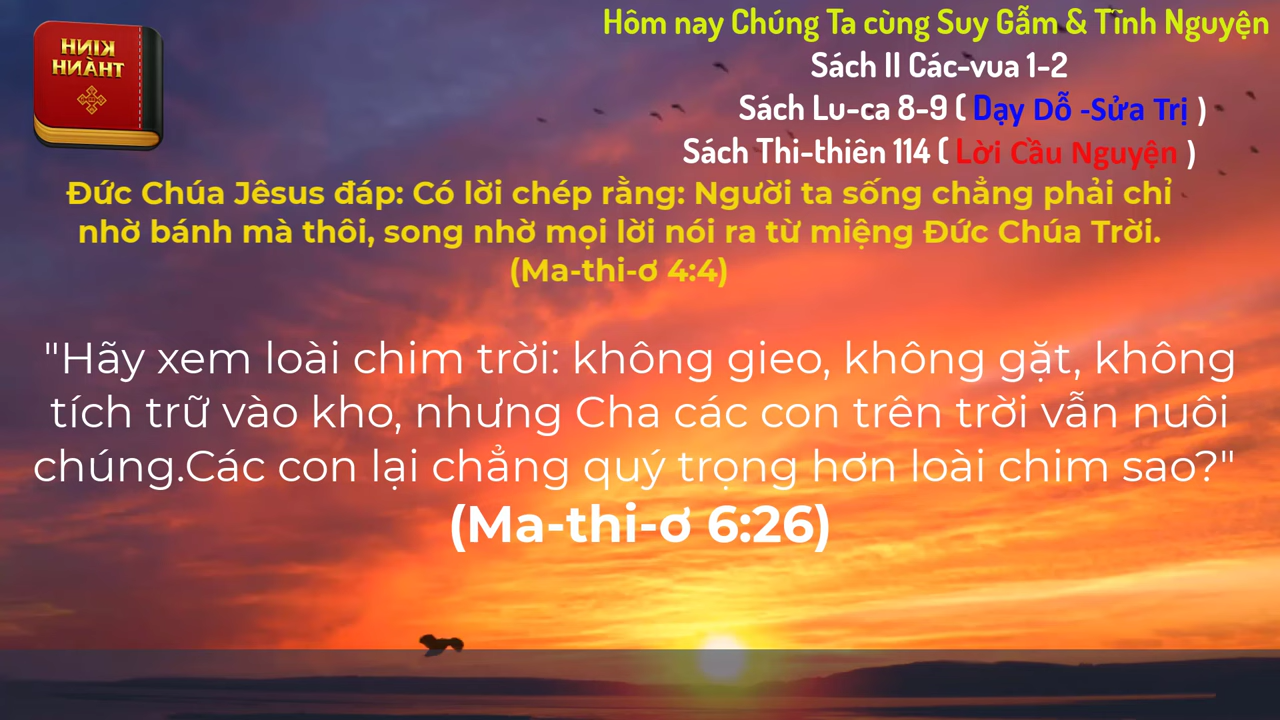 Hôm nay Chúng Ta cùng Suy Gẫm & Tĩnh Nguyện
KINH
THÀNH
Sách II Các-vua 1-2
Sách Lu-ca 8-9 ( Dạy Dỗ -Sửa Trị )
Sách Thi-thiên 114 ( Lời Cầu Nguyện )
Đức Chúa Jêsus đáp: Có lời chép rằng: Người ta sống chẳng phải chỉ
nhờ bánh mà thôi, song nhờ mọi lời nói ra từ miệng Đức Chúa Trời.
(Ma-thi-ơ 4:4)
"Hãy xem loài chim trời: không gieo, không gặt, không
tích trữ vào kho, nhưng Cha các con trên trời vẫn nuôi
chúng.Các con lại chẳng quý trọng hơn loài chim sao?"
(Ma-thi-ơ 6:26)